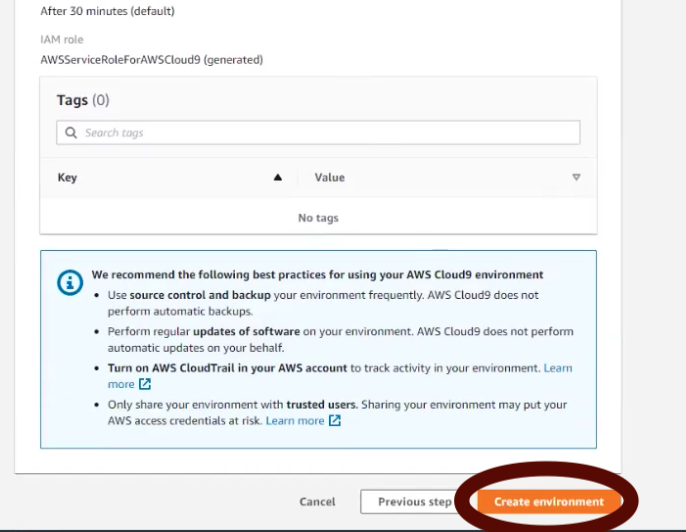 After 30 minutes (default)
IAM role
AWSServiceRoleForAWSCloud9 (generated)
Tags (0)
Search tags
Key
Value
No tags
We recommend the following best practices for using your AWS Cloud9 environment
• Use source control and backup your environment frequently. AWS Cloud9 does not
perform automatic backups.
• Perform regular updates of software on your environment. AWS Cloud9 does not perform
automatic updates on your behalf.
• Turn on AWS CloudTrail in your AWS account to track activity in your environment. Learn
more
• Only share your environment with trusted users. Sharing your environment may put your
AWS access credentials at risk. Learn more
Cancel
Previous step
Create environment